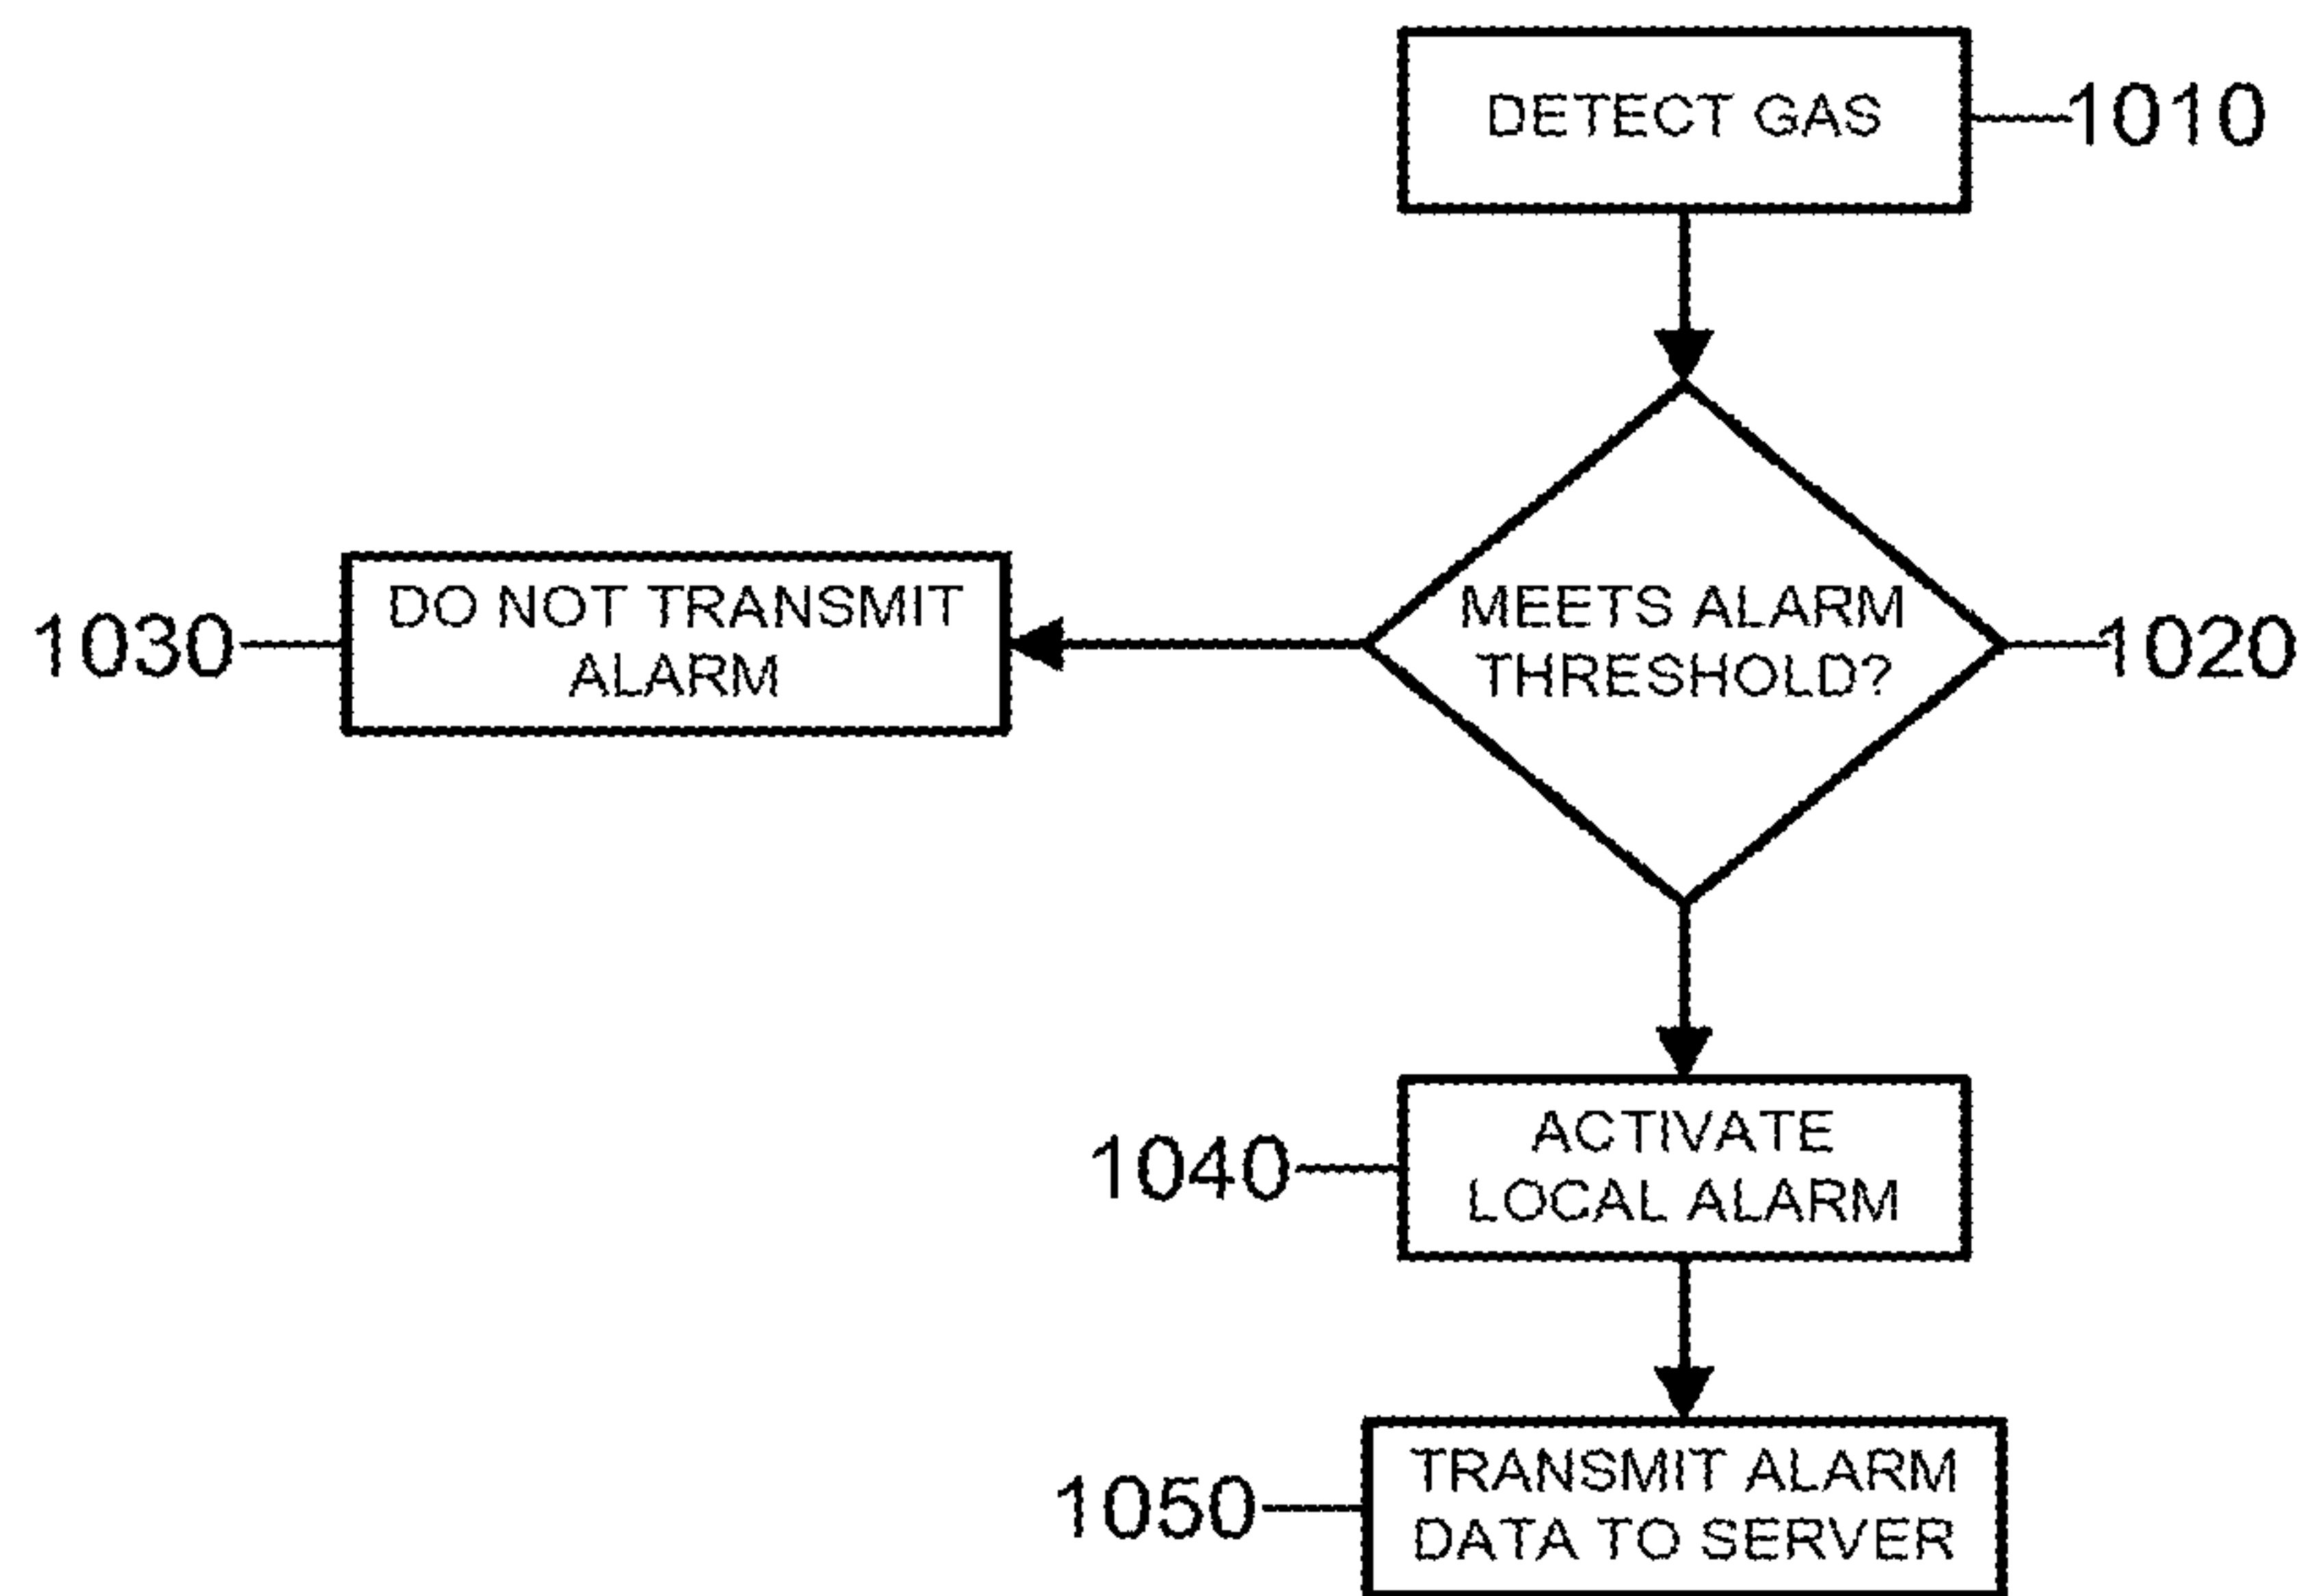 DETECT GAS
1010
DO NOT TRANSMIT
ALARM
1030
MEETS ALARM
THRESHOLD?
1020
ACTIVATE
LOCAL ALARM
1040
TRANSMIT ALARM
DATA TO SERVER
1050